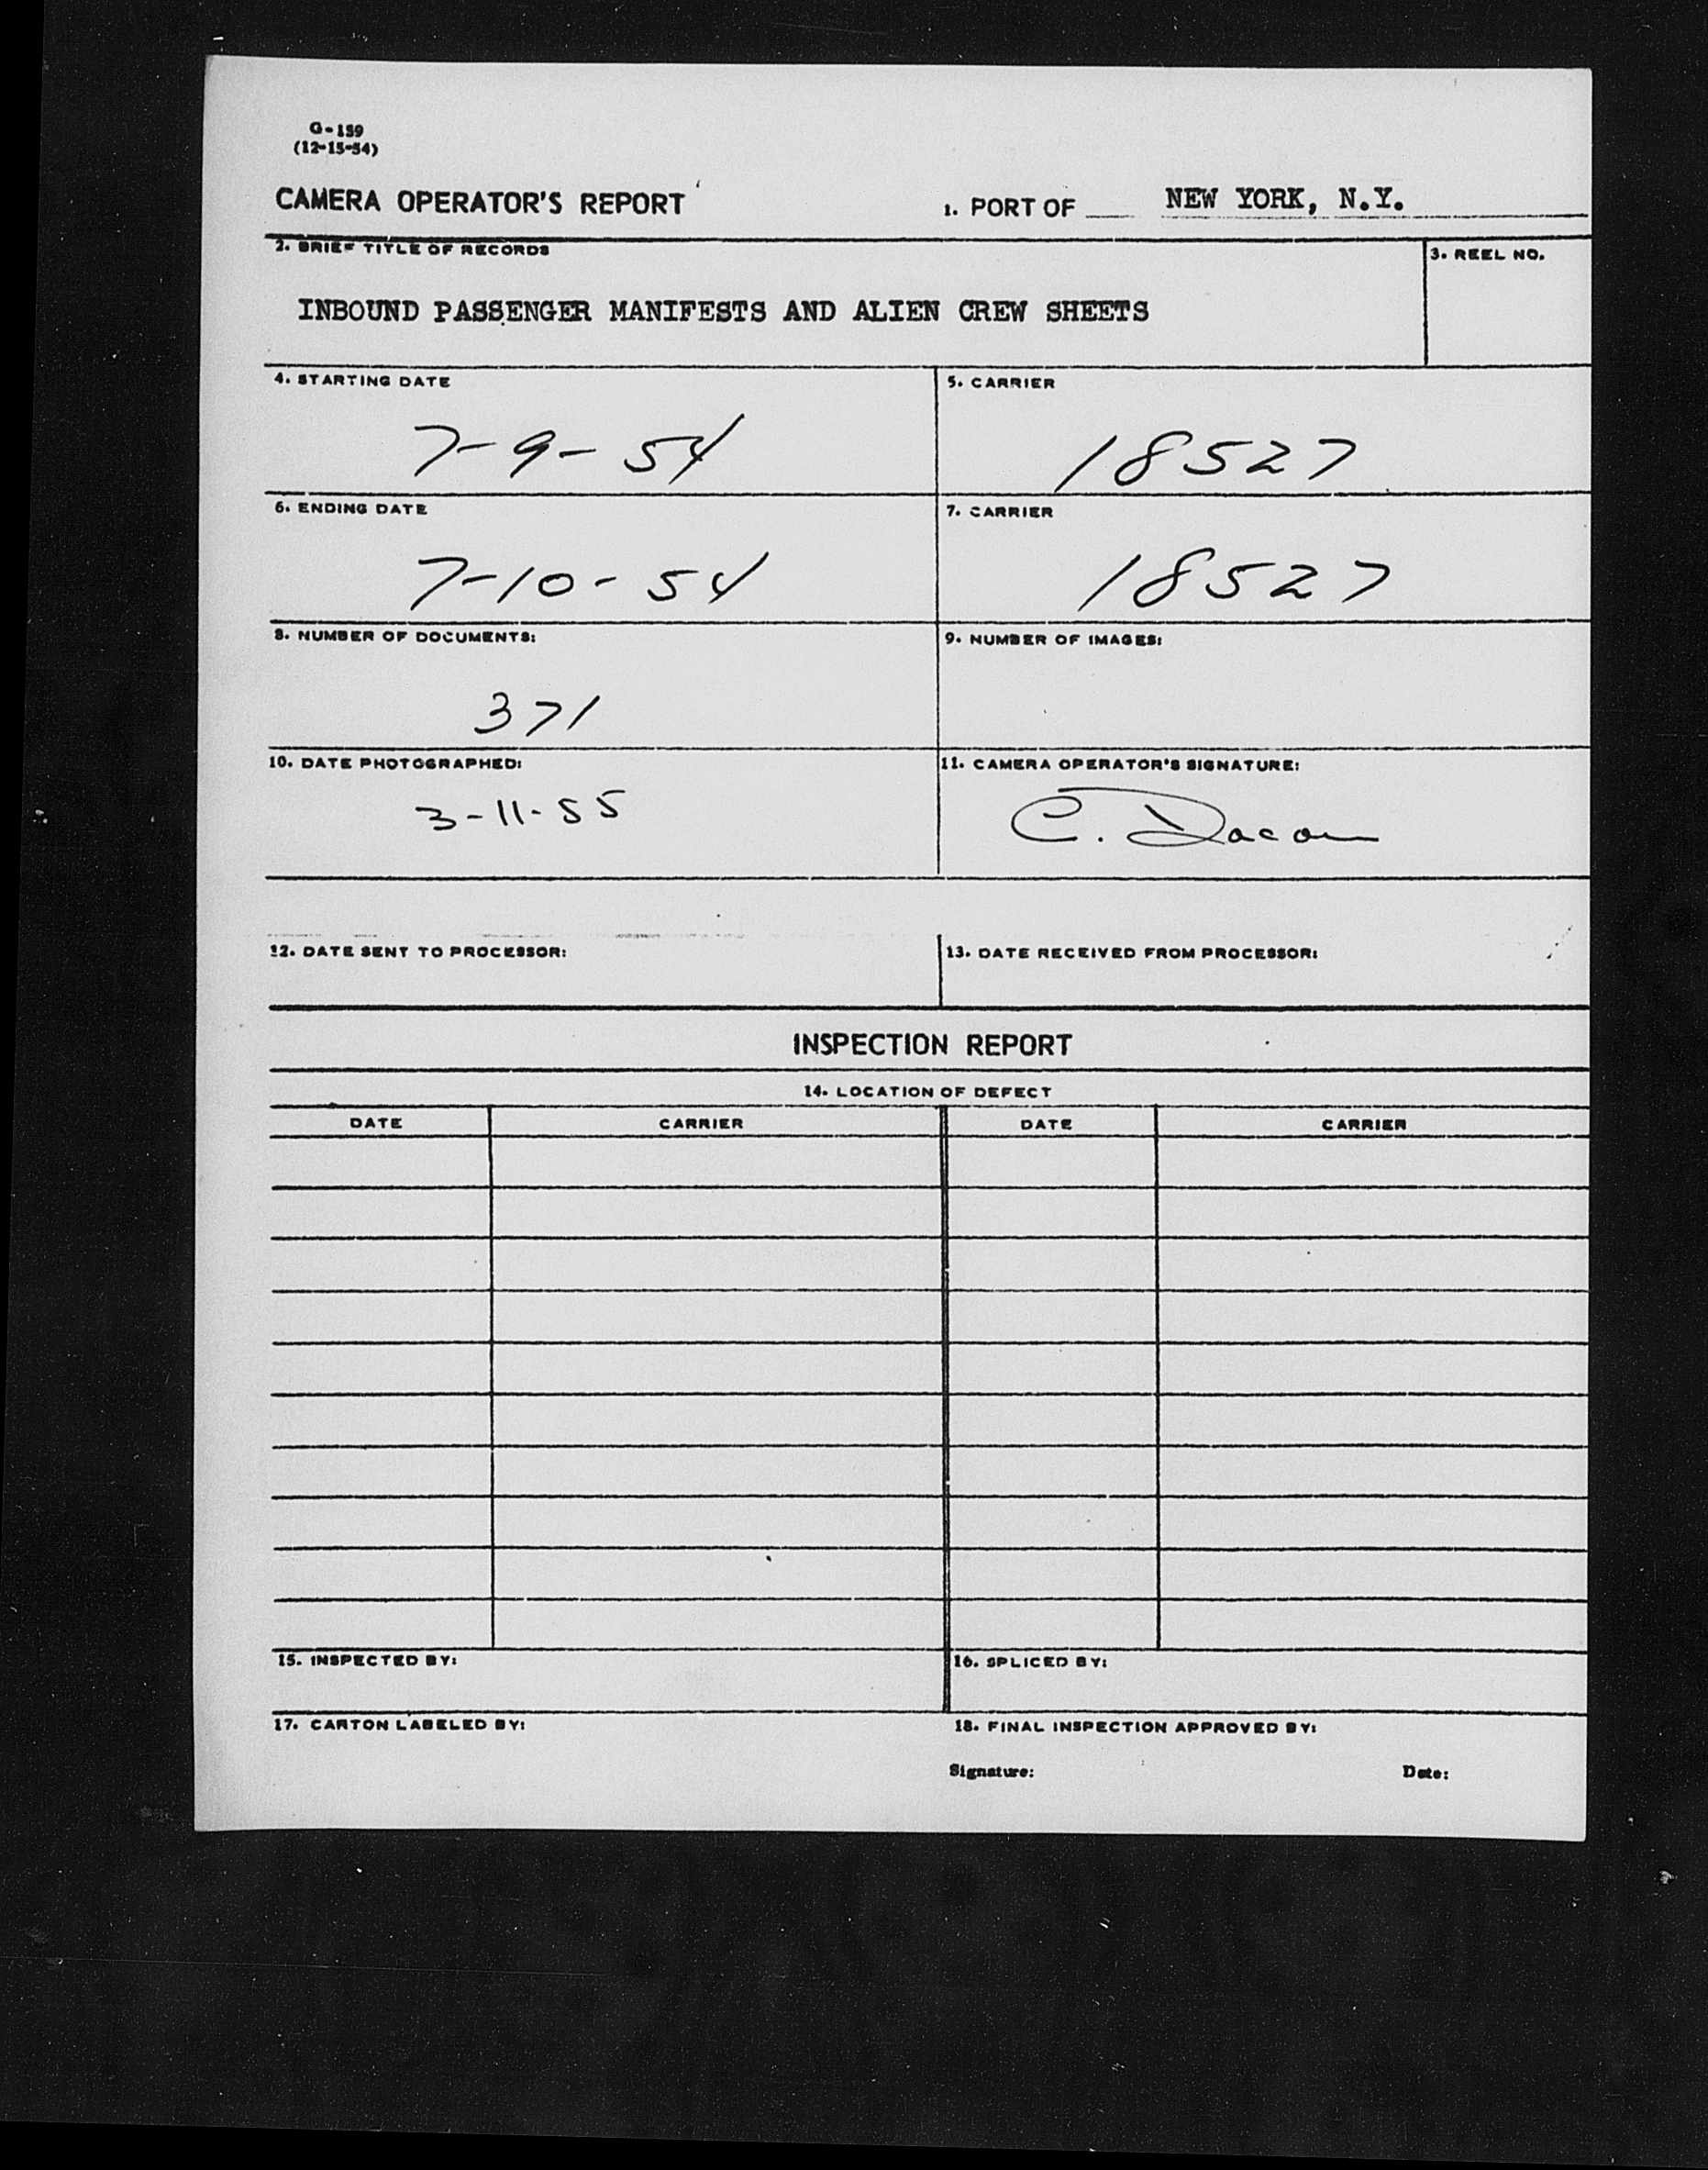 G-159
(12-15-54)
CAMERA OPERATOR'S REPORT
1. PORT OF NEW YORK, N.Y.
2. BRIEF TITLE OF RECORDS
3. REEL NO.
INBOUND PASSENGER MANIFESTS AND ALIEN CREW SHEETS
4. STARTING DATE
5. CARRIER
7-9-54
18527
6. ENDING DATE
7. CARRIER
7-10-54
18527
8. NUMBER OF DOCUMENTS:
9. NUMBER OF IMAGES:
371
10. DATE PHOTOGRAPHED:
11. CAMERA OPERATOR'S SIGNATURE:
3-11-55
C.
12. DATE SENT TO PROCESSOR:
13. DATE RECEIVED FROM PROCESSOR:
INSPECTION REPORT
14. LOCATION OF DEFECT
DATE CARRIER DATE CARRIER
15. INSPECTED BY:
16. SPLICED BY:
17. CARTON LABELED BY:
18. FINAL INSPECTION APPROVED BY:
Signature: Date: